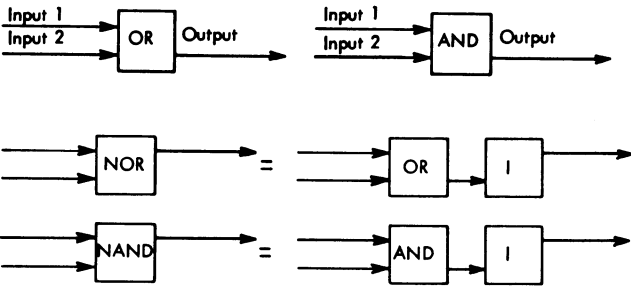 Input 1
Input 2
OR
Output
Input 1
Input 2
AND
Output
NOR
=
OR
I
NAND
=
AND
I